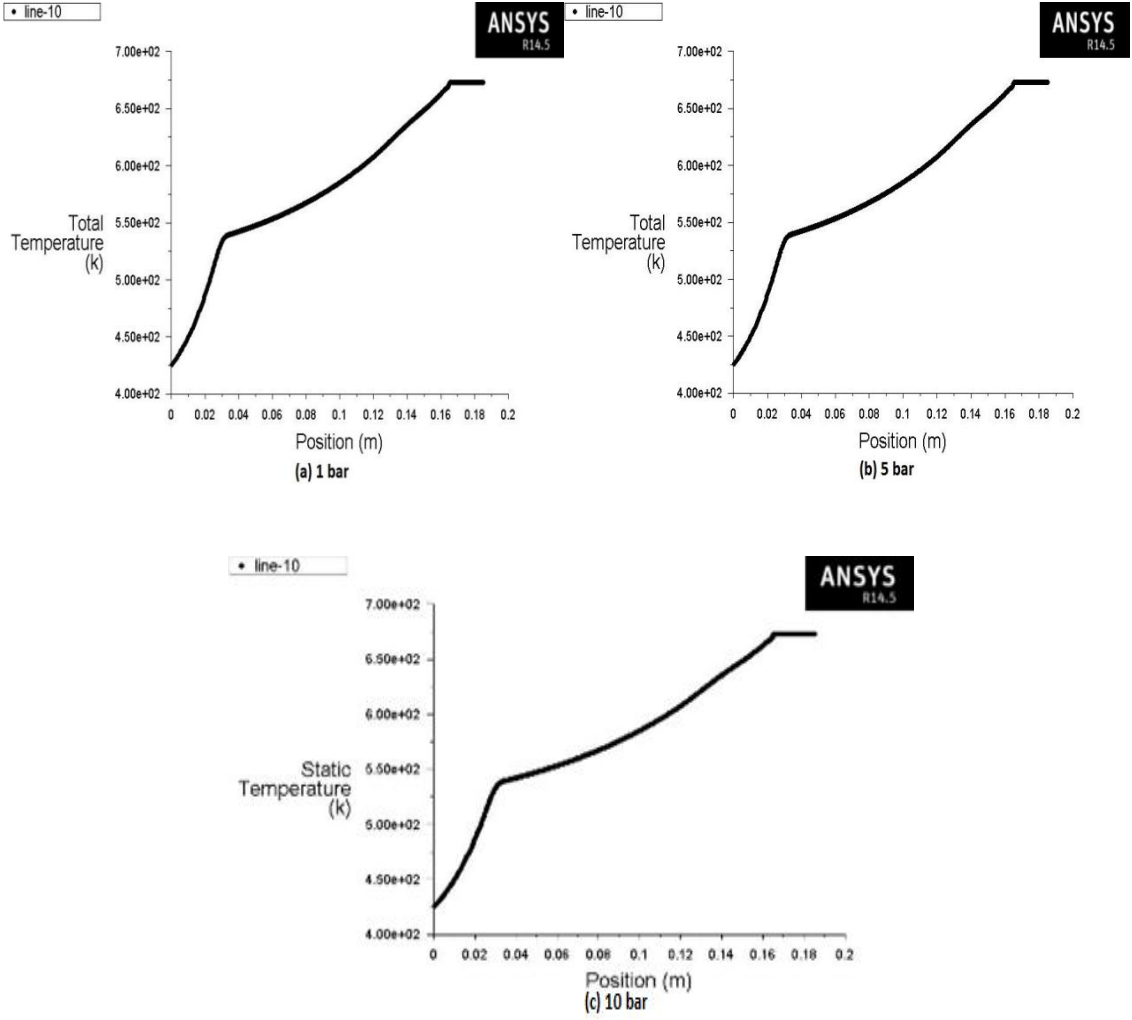 line-10
ANSYS
R14.5
7.00e+02
6.50e+02
6.00e+02
5.50e+02
5.00e+02
4.50e+02
4.00e+02
Total
Temperature
(k)
0 0.02 0.04 0.06 0.08 0.1 0.12 0.14 0.16 0.18 0.2
Position (m)
(a) 1 bar
line-10
ANSYS
R14.5
7.00e+02
6.50e+02
6.00e+02
5.50e+02
5.00e+02
4.50e+02
4.00e+02
Total
Temperature
(k)
0 0.02 0.04 0.06 0.08 0.1 0.12 0.14 0.16 0.18 0.2
Position (m)
(b) 5 bar
line-10
ANSYS
R14.5
7.00e+02
6.50e+02
6.00e+02
5.50e+02
5.00e+02
4.50e+02
4.00e+02
Static
Temperature
(k)
0 0.02 0.04 0.06 0.08 0.1 0.12 0.14 0.16 0.18 0.2
Position (m)
(c) 10 bar